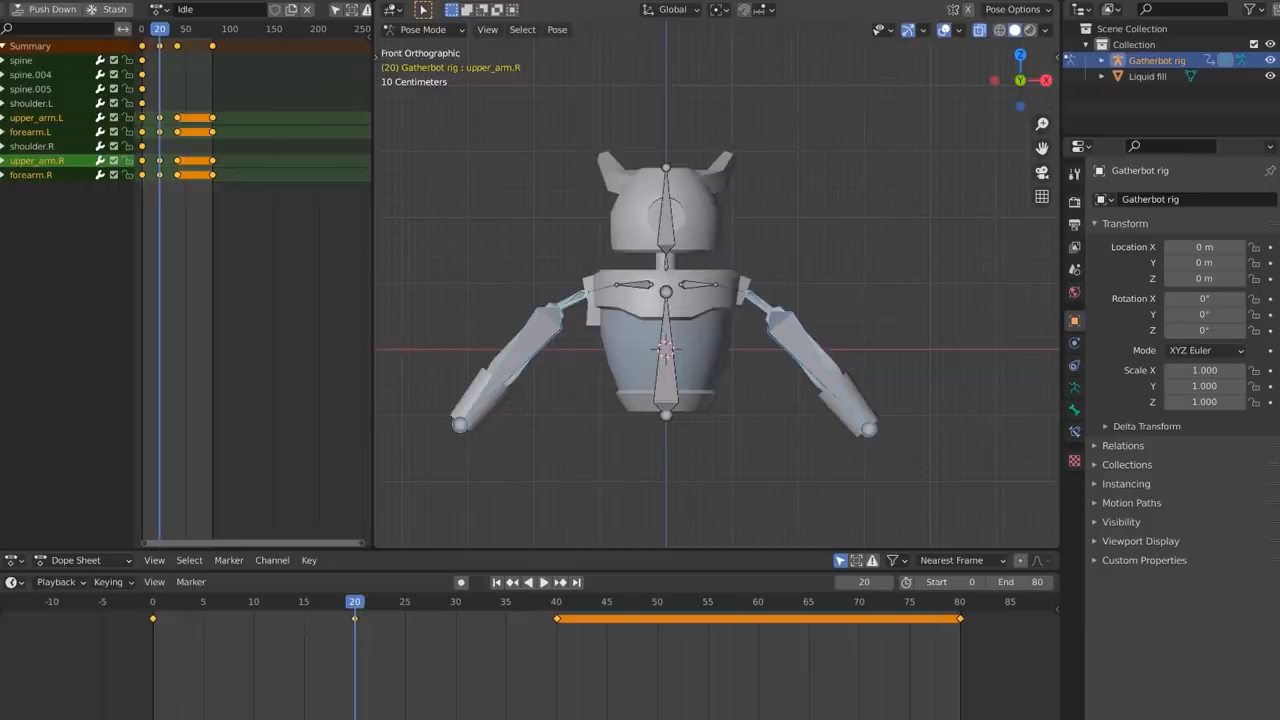 Push Down
Stash
Idle
0 20 50 100 150 200 250
Summary
spine
spine.004
spine.005
shoulder.L
upper_arm.L
forearm.L
shoulder.R
upper_arm.R
forearm.R
Global
Pose Options
Pose Mode
View
Select
Pose
Front Orthographic
(20) Gatherbot rig : upper_arm.R
10 Centimeters
Z
Y
X
Scene Collection
Collection
Gatherbot rig
Liquid fill
Gatherbot rig
Gatherbot rig
Transform
Location X 0 m
Y 0 m
Z 0 m
Rotation X 0°
Y 0°
Z 0°
Mode XYZ Euler
Scale X 1.000
Y 1.000
Z 1.000
Delta Transform
Relations
Collections
Instancing
Motion Paths
Visibility
Viewport Display
Custom Properties
Dope Sheet View Select Marker Channel Key Nearest Frame
Playback Keying View Marker 20 Start 0 End 80
-10 0 5 10 15 20 25 30 35 40 45 50 55 60 65 70 75 80 85